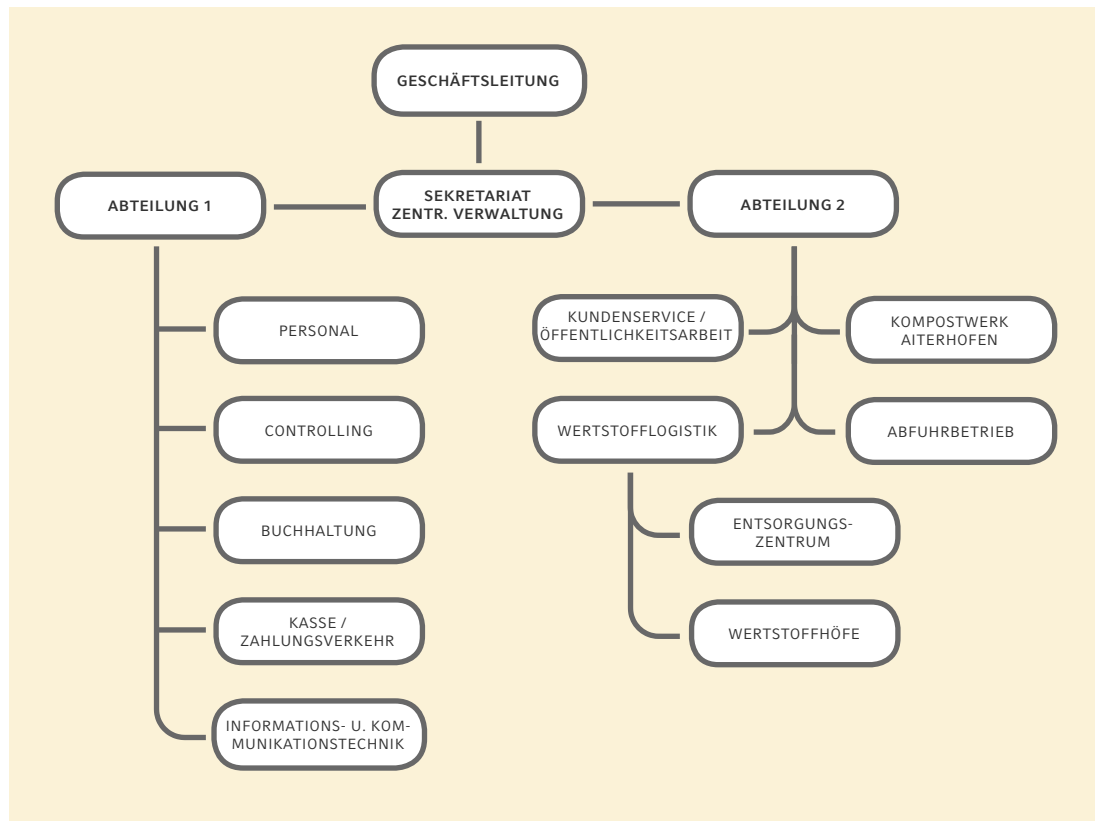 GESCHÄFTSLEITUNG
ABTEILUNG 1
SEKRETARIAT
ZENTR. VERWALTUNG
ABTEILUNG 2
PERSONAL
CONTROLLING
BUCHHALTUNG
KASSE /
ZAHLUNGSVERKEHR
INFORMATIONS- U. KOM-
MUNIKATIONSTECHNIK
KUNDENSERVICE /
ÖFFENTLICHKEITSARBEIT
KOMPOSTWERK
AITERHOFEN
WERTSTOFFLOGISTIK
ABFUHRBETRIEB
ENTSORGUNGS-
ZENTRUM
WERTSTOFFHÖFE